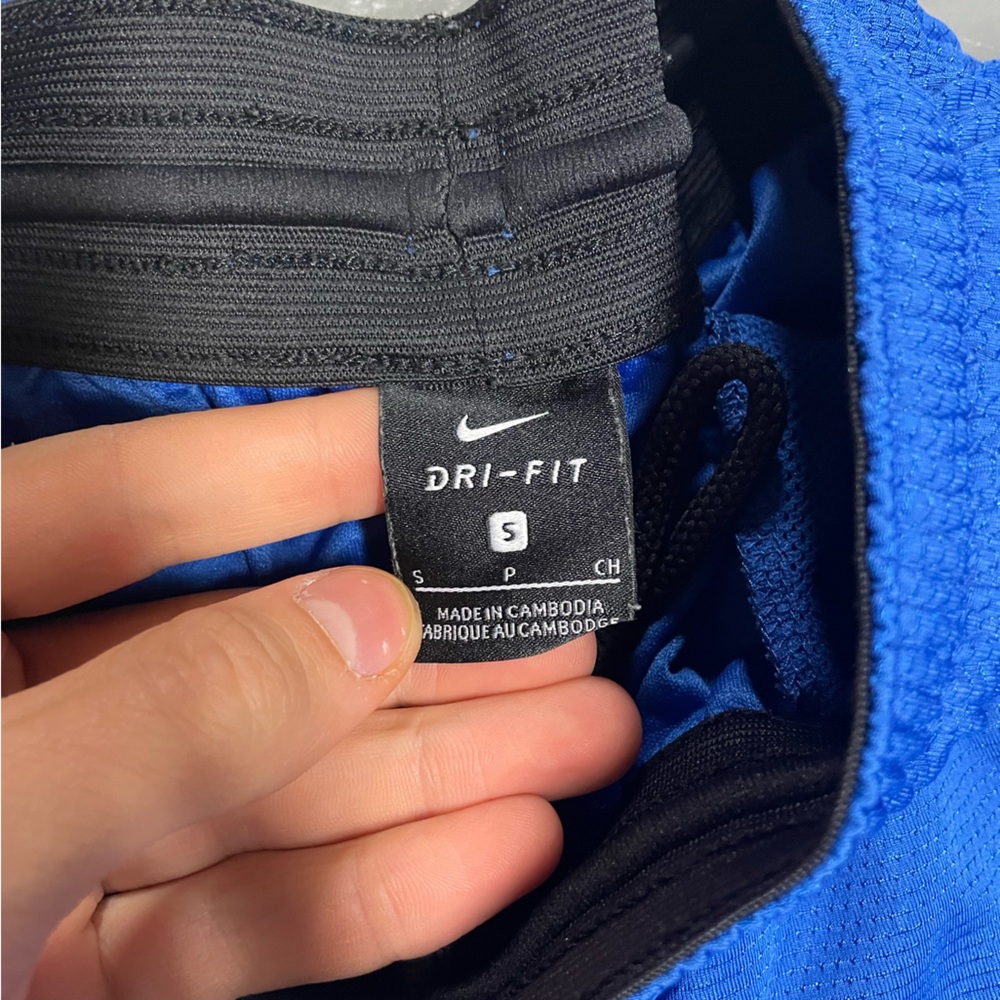 DRI-FIT
S
S P CH
MADE IN CAMBODIA
FABRIQUE AU CAMBODGE